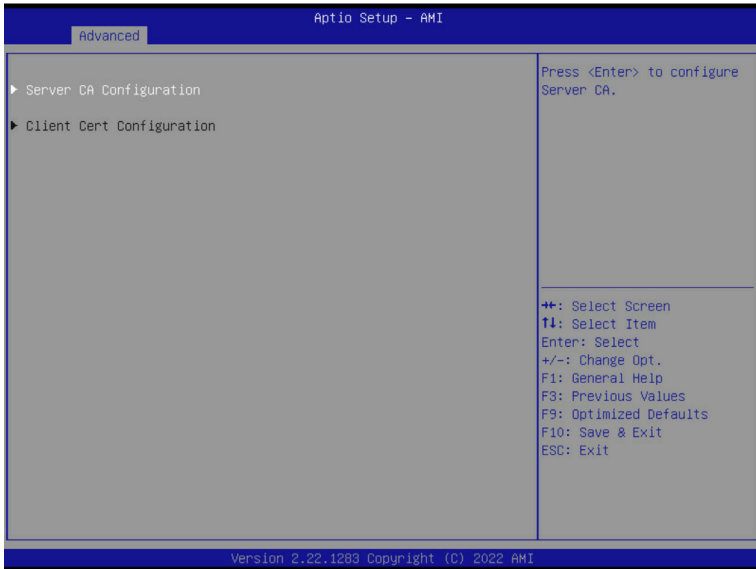 Aptio Setup – AMI
Advanced
▶ Server CA Configuration
▶ Client Cert Configuration
Press <Enter> to configure
Server CA.
→←: Select Screen
↑↓: Select Item
Enter: Select
+/-: Change Opt.
F1: General Help
F3: Previous Values
F9: Optimized Defaults
F10: Save & Exit
ESC: Exit
Version 2.22.1283 Copyright (C) 2022 AMI